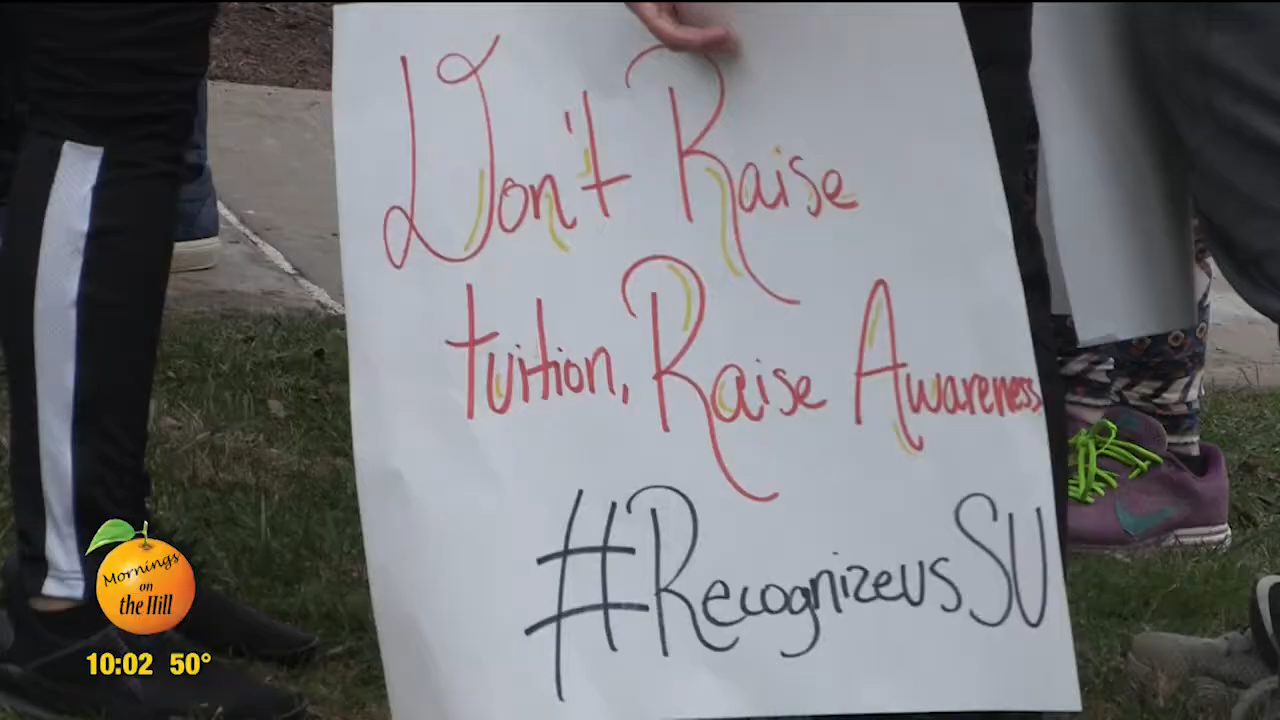 Don't Raise
tuition, Raise Awareness
#RecognizeusSU
Mornings
on
the Hill
10:02 50°